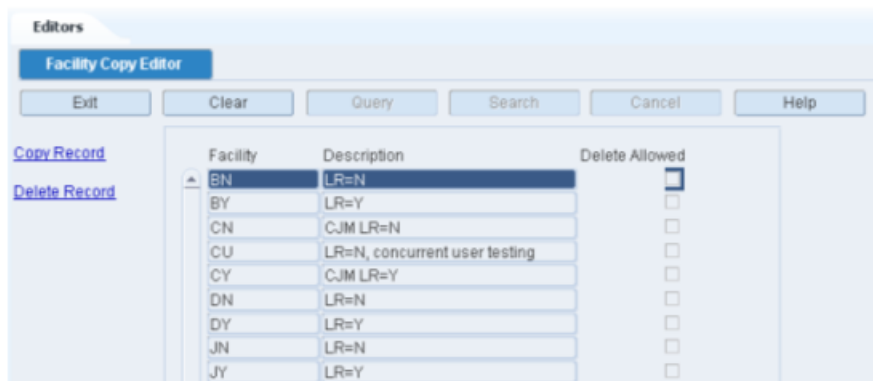 Editors
Facility Copy Editor
Exit Clear Query Search Cancel Help
Copy Record
Delete Record
Facility Description Delete Allowed
BN LR=N
BY LR=Y
CN CJM LR=N
CU LR=N, concurrent user testing
CY CJM LR=Y
DN LR=N
DY LR=Y
JN LR=N
JY LR=Y